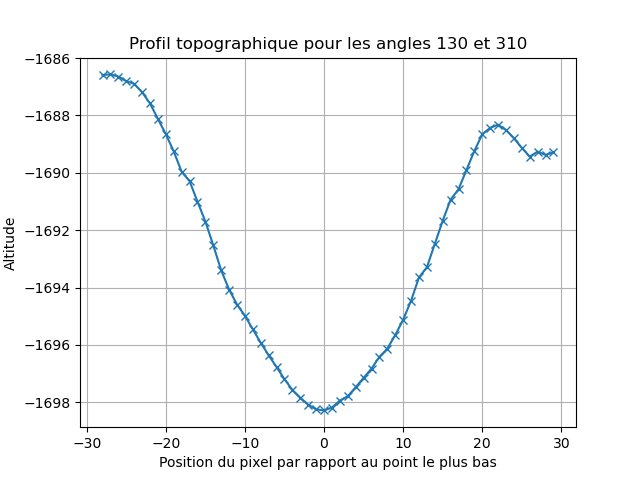 Profil topographique pour les angles 130 et 310
−1686
−1688
−1690
−1692
−1694
−1696
−1698
Altitude
−30 −20 −10 0 10 20 30
Position du pixel par rapport au point le plus bas